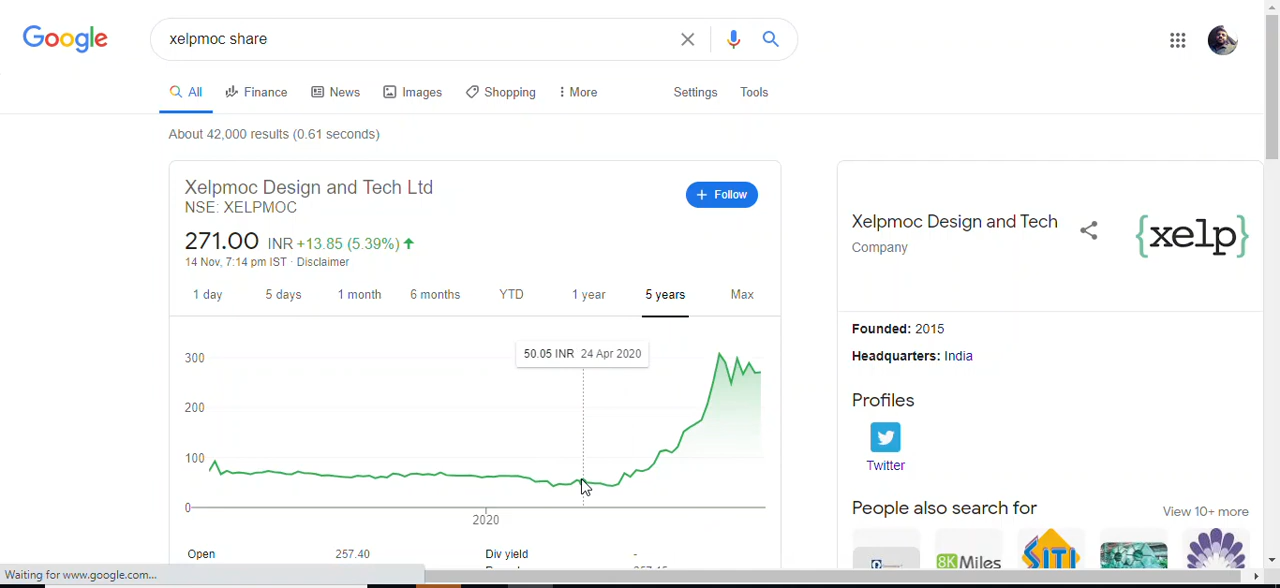 Google
xelpmoc share
All
Finance
News
Images
Shopping
More
Settings
Tools
About 42,000 results (0.61 seconds)
Xelpmoc Design and Tech Ltd
NSE: XELPMOC
+ Follow
271.00 INR +13.85 (5.39%)
14 Nov, 7:14 pm IST · Disclaimer
1 day
5 days
1 month
6 months
YTD
1 year
5 years
Max
50.05 INR 24 Apr 2020
300
200
100
0
2020
Open 257.40
Div yield -
Xelpmoc Design and Tech
Company
{xelp}
Founded: 2015
Headquarters: India
Profiles
Twitter
People also search for
View 10+ more
8K Miles
SITI
Waiting for www.google.com...